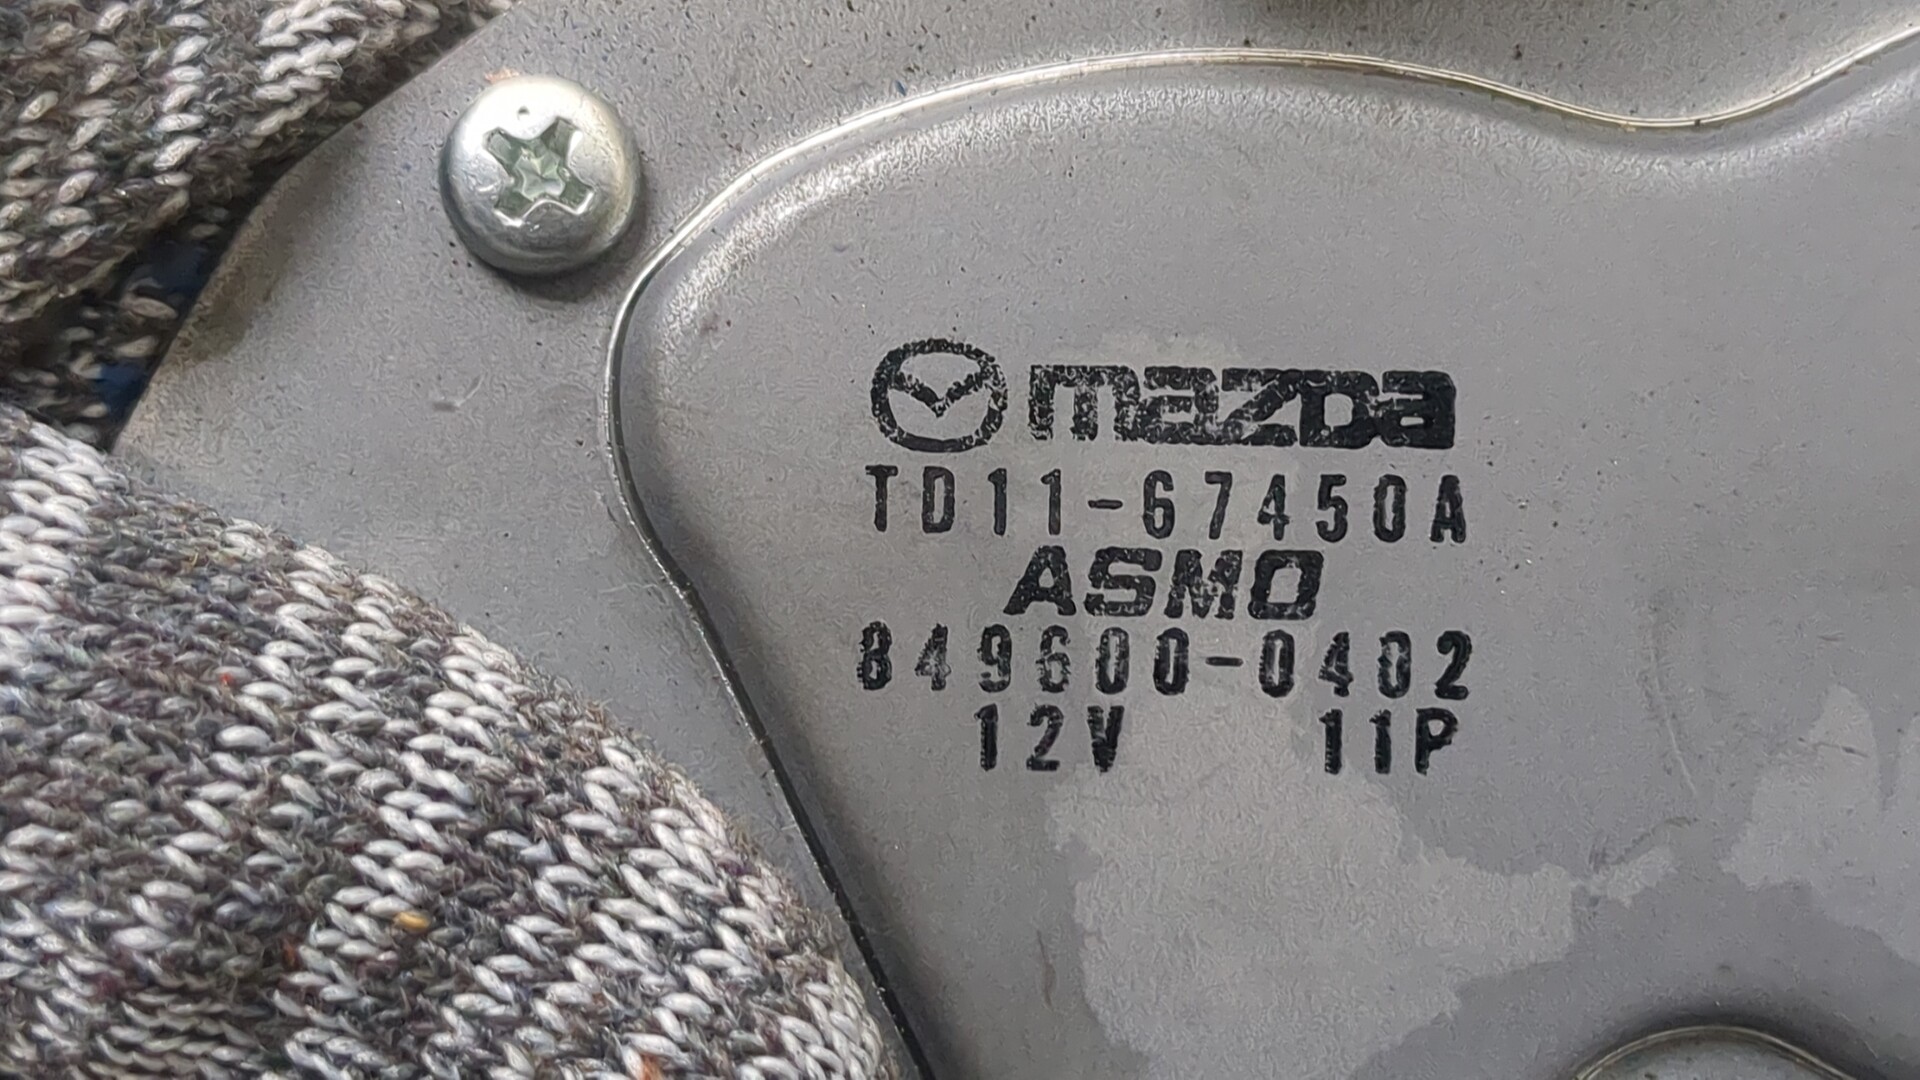 mazda
TD11-67450A
ASMO
849600-0402
12V 11P